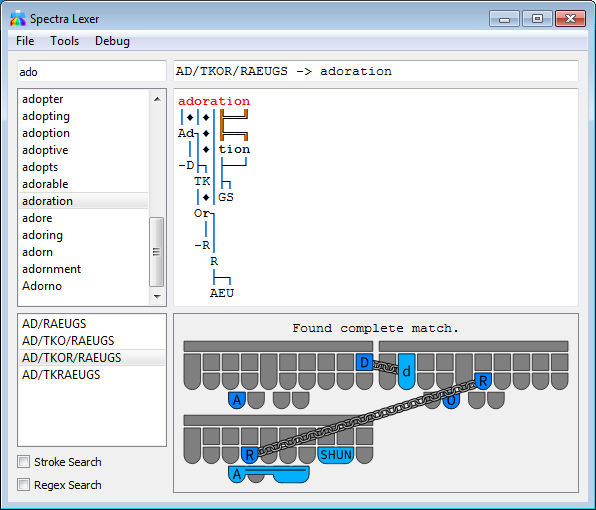 Spectra Lexer
File Tools Debug
ado
AD/TKOR/RAEUGS -> adoration
adopter
adopting
adoption
adoptive
adopts
adorable
adoration
adore
adoring
adorn
adornment
Adorno
adoration
Ad
tion
-D
TK
GS
Or
-R
R
AEU
AD/RAEUGS
AD/TKO/RAEUGS
AD/TKOR/RAEUGS
AD/TKRAEUGS
Found complete match.
D d R
A O
R SHUN
A
Stroke Search
Regex Search